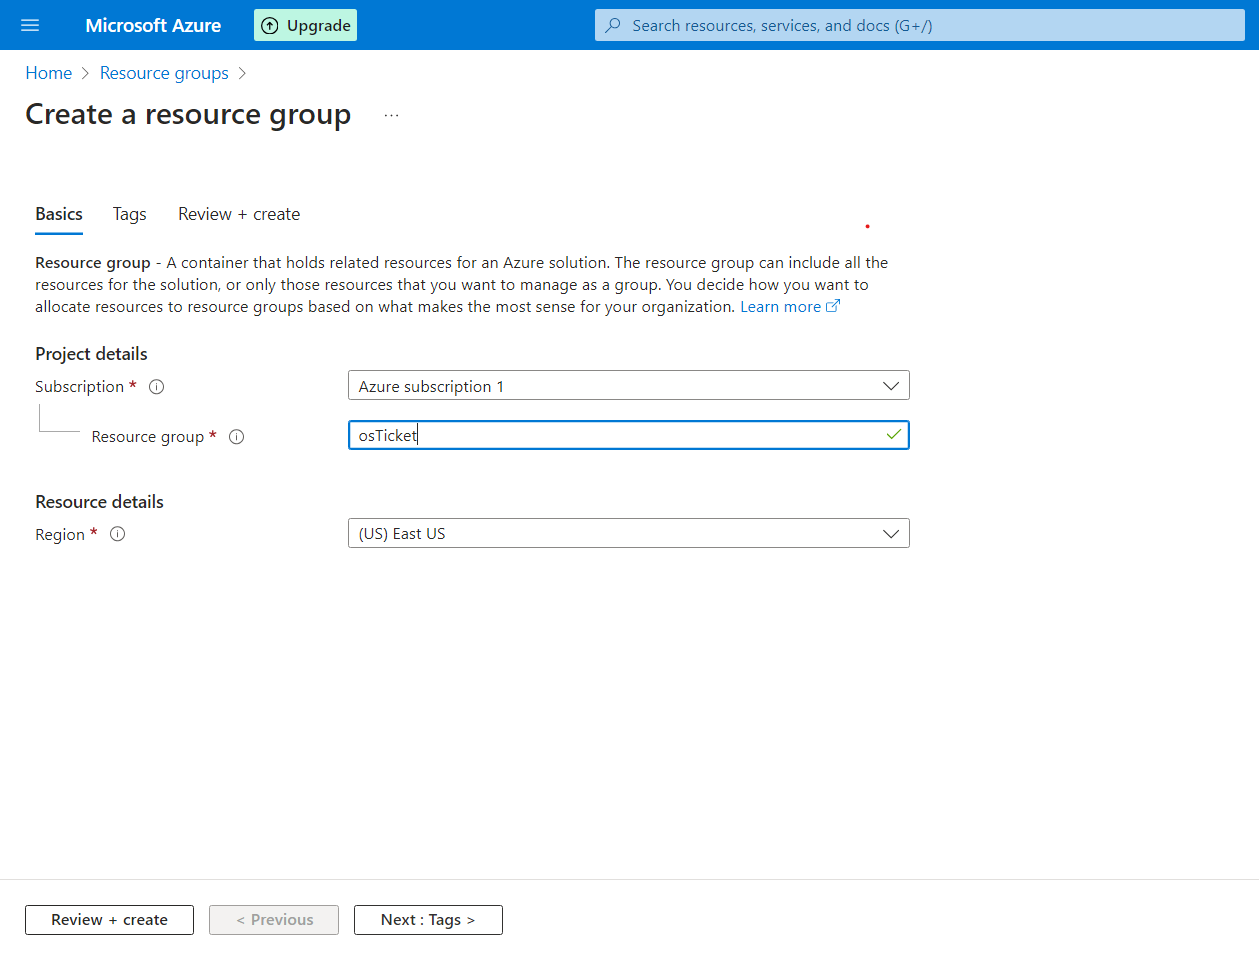 Microsoft Azure
Upgrade
Search resources, services, and docs (G+/)
Home > Resource groups >
Create a resource group ...
Basics Tags Review + create
Resource group - A container that holds related resources for an Azure solution. The resource group can include all the
resources for the solution, or only those resources that you want to manage as a group. You decide how you want to
allocate resources to resource groups based on what makes the most sense for your organization. Learn more
Project details
Subscription *
Azure subscription 1
Resource group *
osTicket
Resource details
Region *
(US) East US
Review + create
< Previous
Next : Tags >